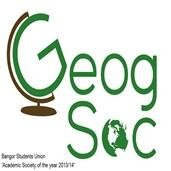 Geog
Soc
Bangor Students Union
'Academic Society of the year 2013/14'